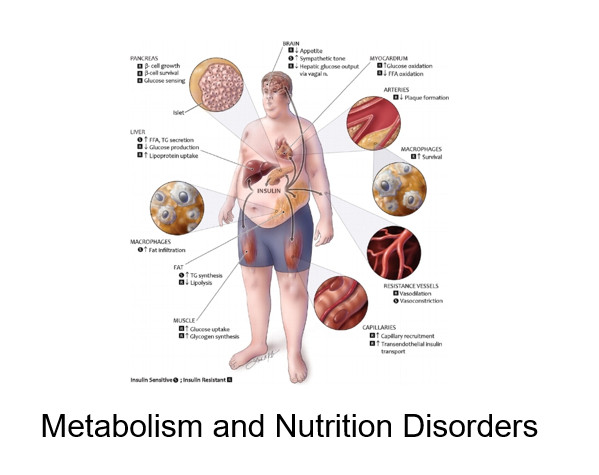 BRAIN
R ↓ Appetite
S ↑ Sympathetic tone
R ↓ Hepatic glucose output
via vagal n.
PANCREAS
R β- cell growth
R β-cell survival
R Glucose sensing
Islet
MYOCARDIUM
R ↑Glucose oxidation
R ↓ FFA oxidation
ARTERIES
R ↓ Plaque formation
LIVER
S ↑ FFA, TG secretion
R ↓ Glucose production
R ↑ Lipoprotein uptake
MACROPHAGES
R ↑ Survival
INSULIN
MACROPHAGES
S ↑ Fat infiltration
FAT
S ↑ TG synthesis
R ↓ Lipolysis
RESISTANCE VESSELS
R Vasodilation
S Vasoconstriction
MUSCLE
R ↑ Glucose uptake
R ↑ Glycogen synthesis
CAPILLARIES
R ↑ Capillary recruitment
R ↑ Transendothelial insulin
transport
Insulin Sensitive S ; Insulin Resistant R
Metabolism and Nutrition Disorders